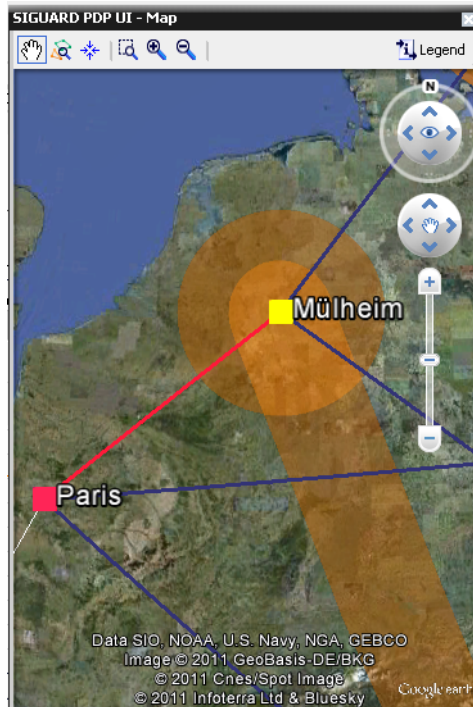 SIGUARD PDP UI - Map
Legend
N
Mülheim
Paris
Data SIO, NOAA, U.S. Navy, NGA, GEBCO
Image © 2011 GeoBasis-DE/BKG
© 2011 Cnes/Spot Image
© 2011 Infoterra Ltd & Bluesky
Google earth